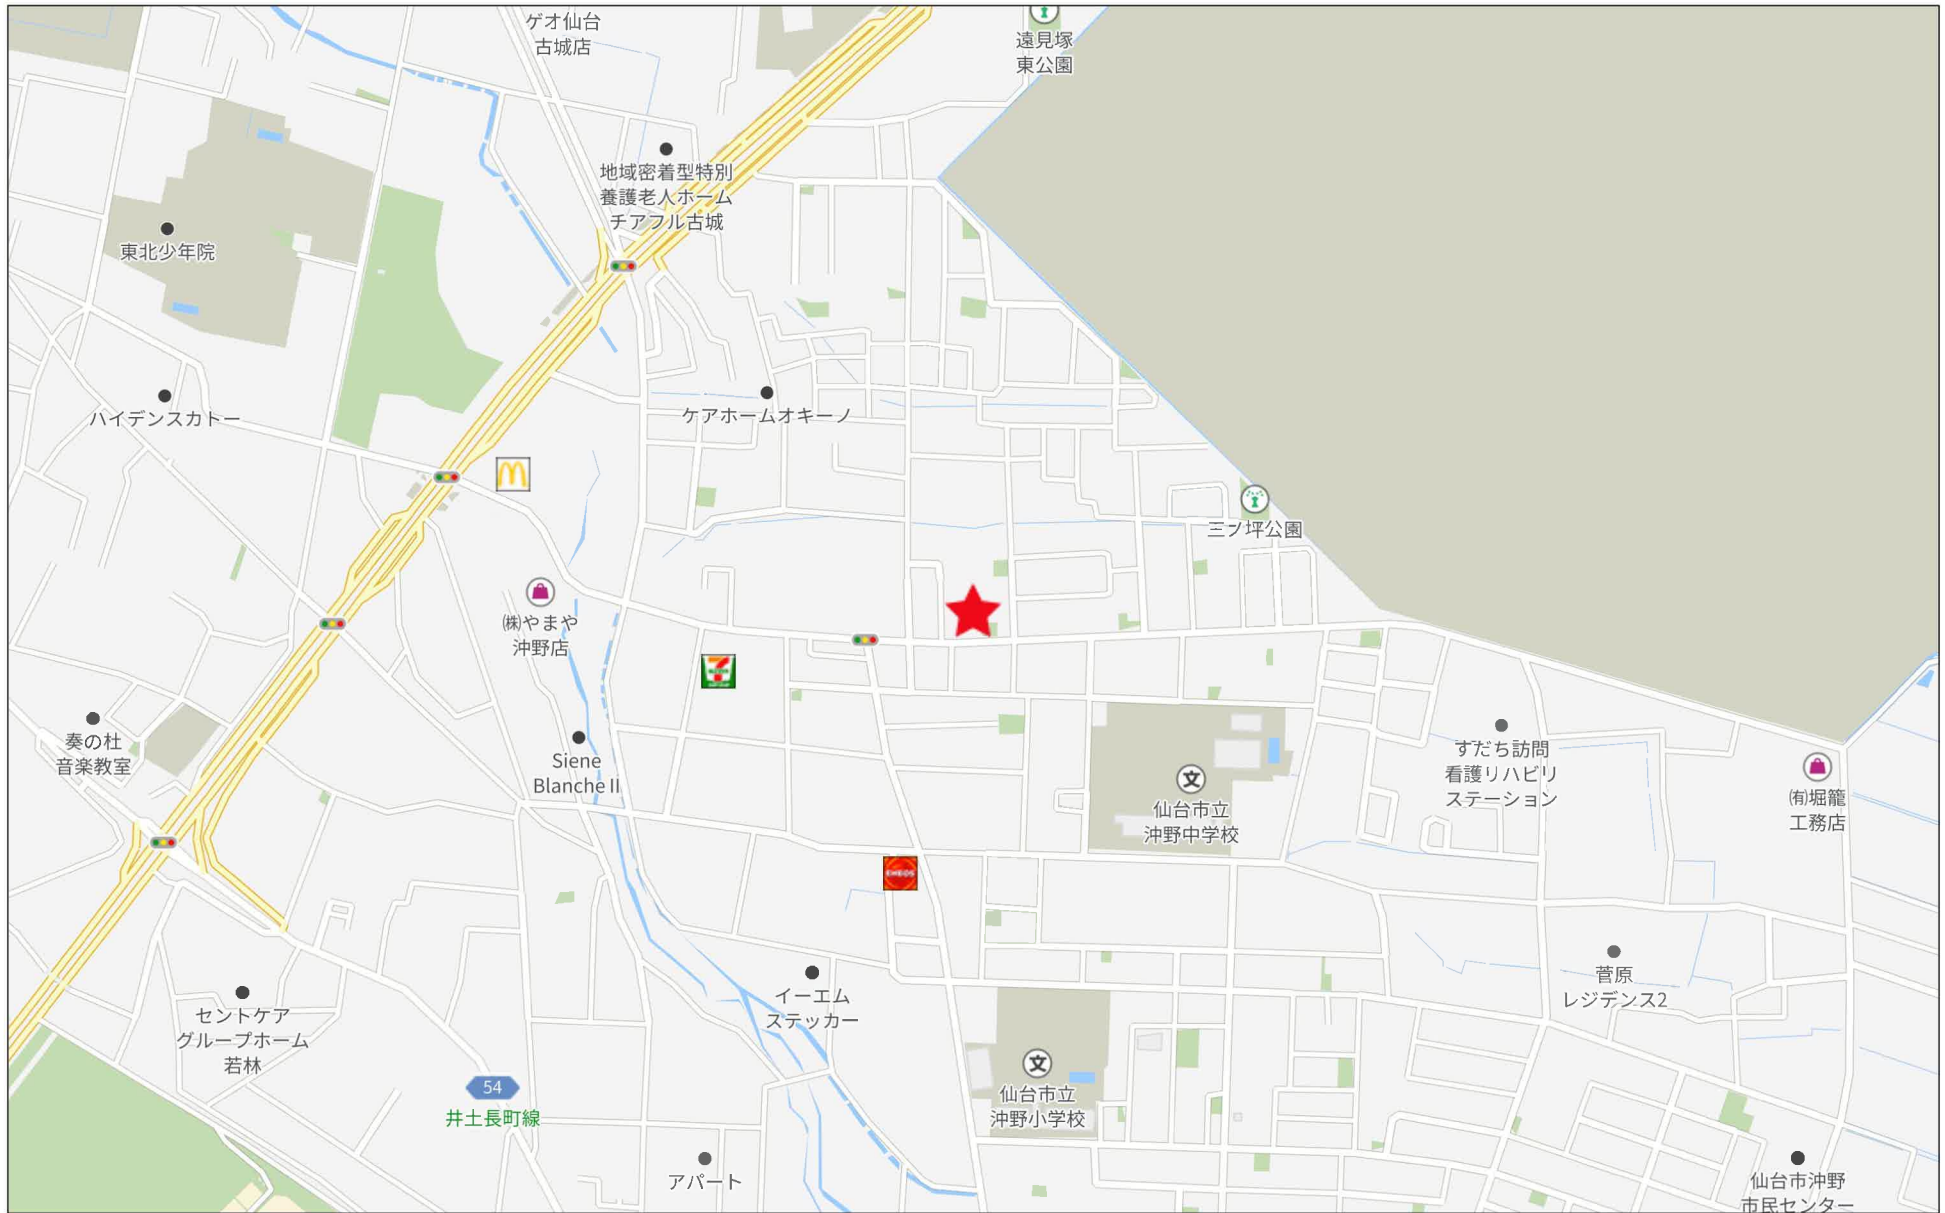 ゲオ仙台
古城店
遠見塚
東公園
地域密着型特別
養護老人ホーム
チアフル古城
東北少年院
ハイデンスカトー
ケアホームオキーノ
三ノ坪公園
㈱やまや
沖野店
奏の杜
音楽教室
Siene
BlancheⅡ
すだち訪問
看護リハビリ
ステーション
㈲堀籠
工務店
仙台市立
沖野中学校
ENEOS
菅原
レジデンス2
イーエム
ステッカー
セントケア
グループホーム
若林
54
井土長町線
仙台市立
沖野小学校
アパート
仙台市沖野
市民センター